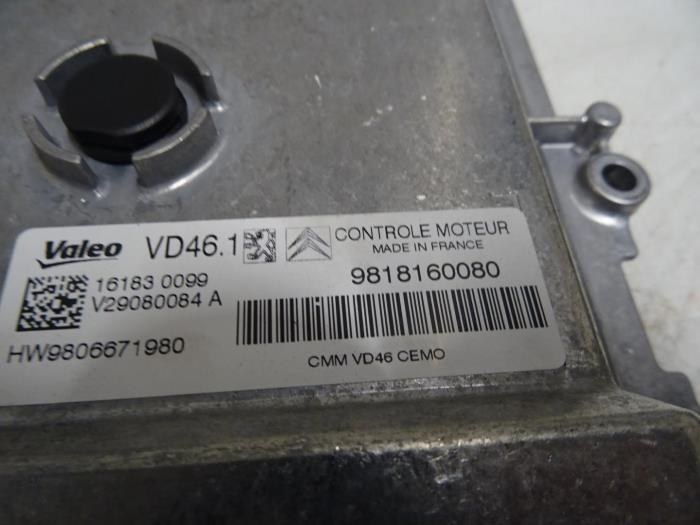 Valeo VD46.1 CONTROLE MOTEUR
MADE IN FRANCE
16183 0099 9818160080
V29080084 A
HW9806671980
CMM VD46 CEMO